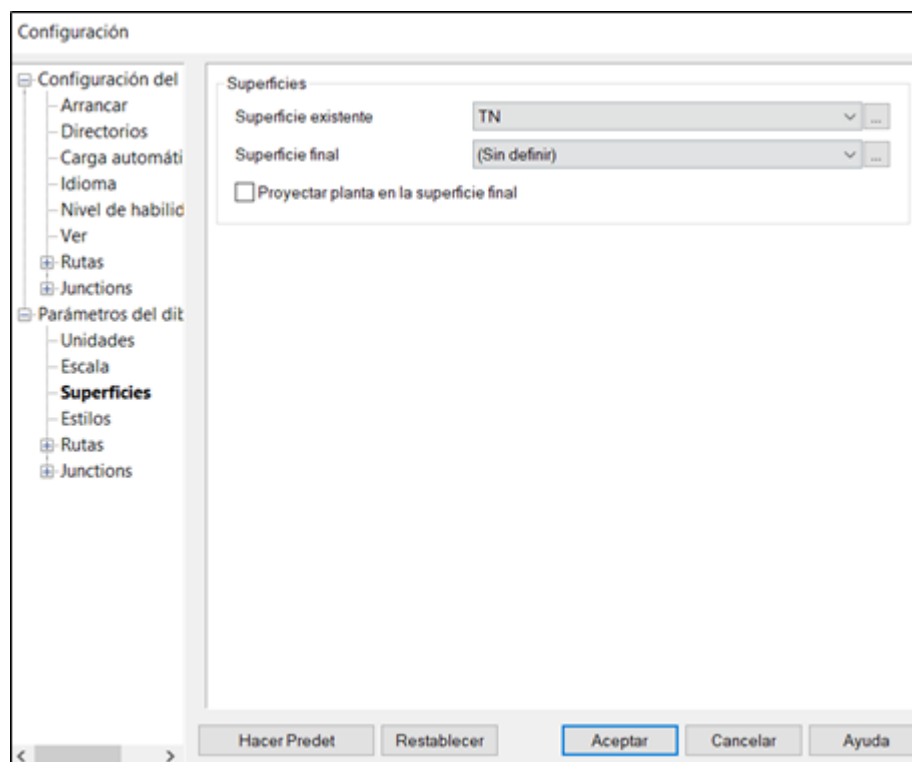 Configuración
Configuración del
Arrancar
Directorios
Carga automáti
Idioma
Nivel de habilid
Ver
Rutas
Junctions
Parámetros del dit
Unidades
Escala
Superficies
Estilos
Rutas
Junctions
Superficies
Superficie existente TN ...
Superficie final (Sin definir) ...
Proyectar planta en la superficie final
Hacer Predet Restablecer Aceptar Cancelar Ayuda